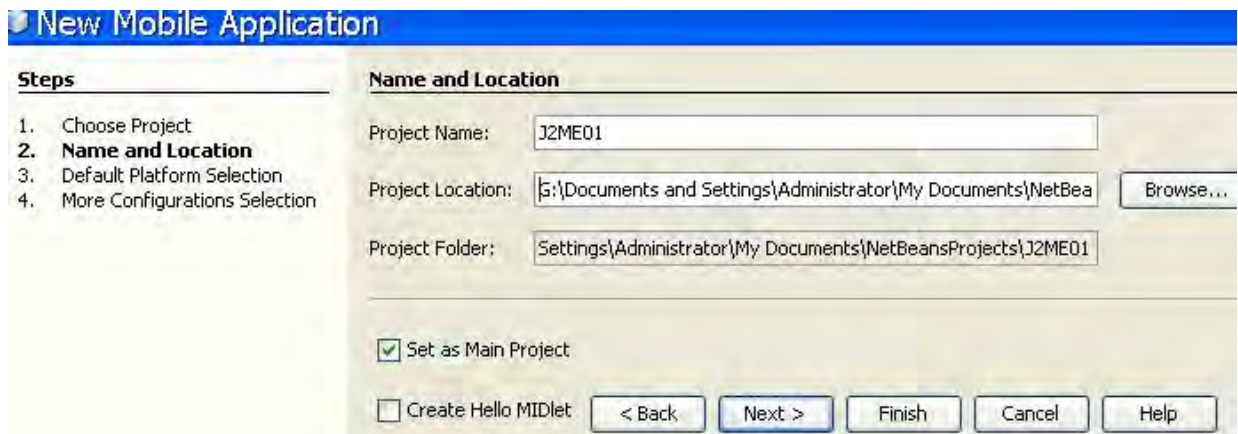 New Mobile Application
Steps
1. Choose Project
2. Name and Location
3. Default Platform Selection
4. More Configurations Selection
Name and Location
Project Name: J2ME01
Project Location: G:\Documents and Settings\Administrator\My Documents\NetBea Browse...
Project Folder: Settings\Administrator\My Documents\NetBeansProjects\J2ME01
Set as Main Project
Create Hello MIDlet < Back Next > Finish Cancel Help